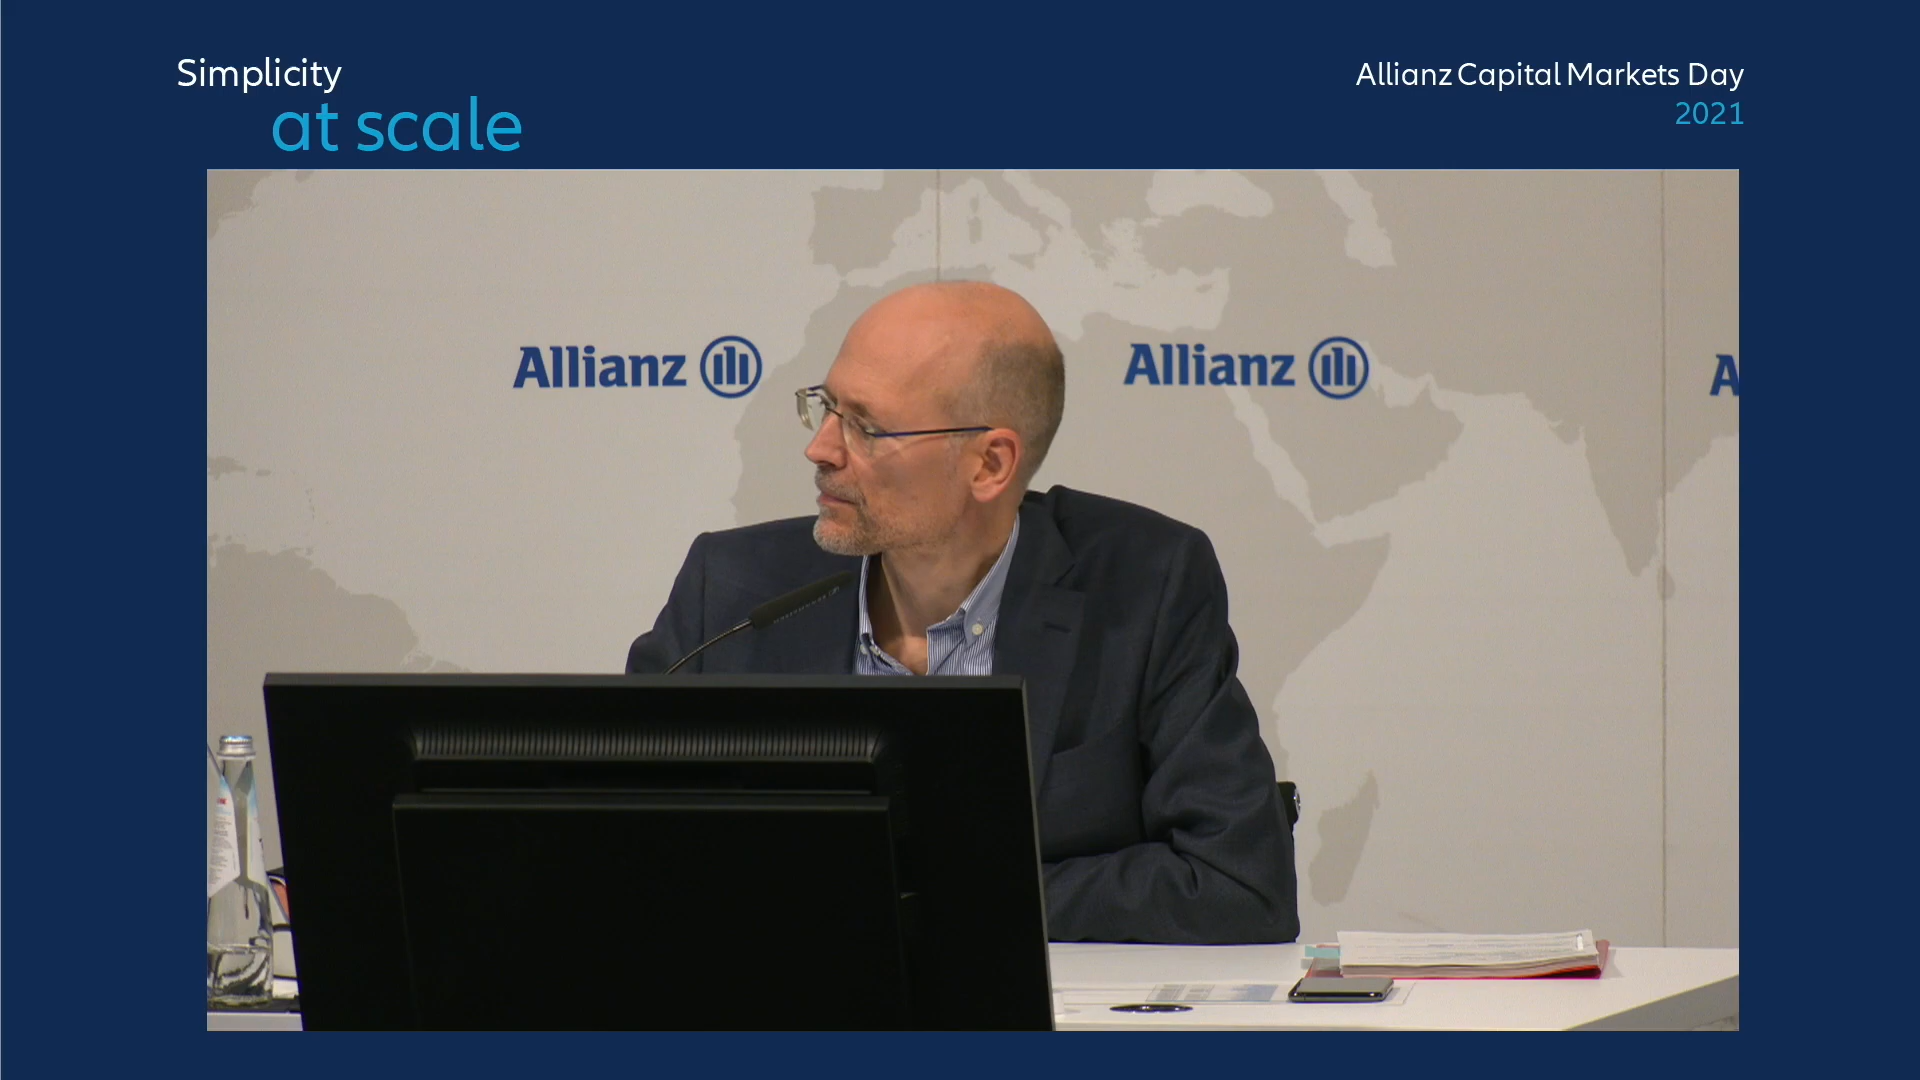 Simplicity
at scale
Allianz Capital Markets Day
2021
Allianz
Allianz
A